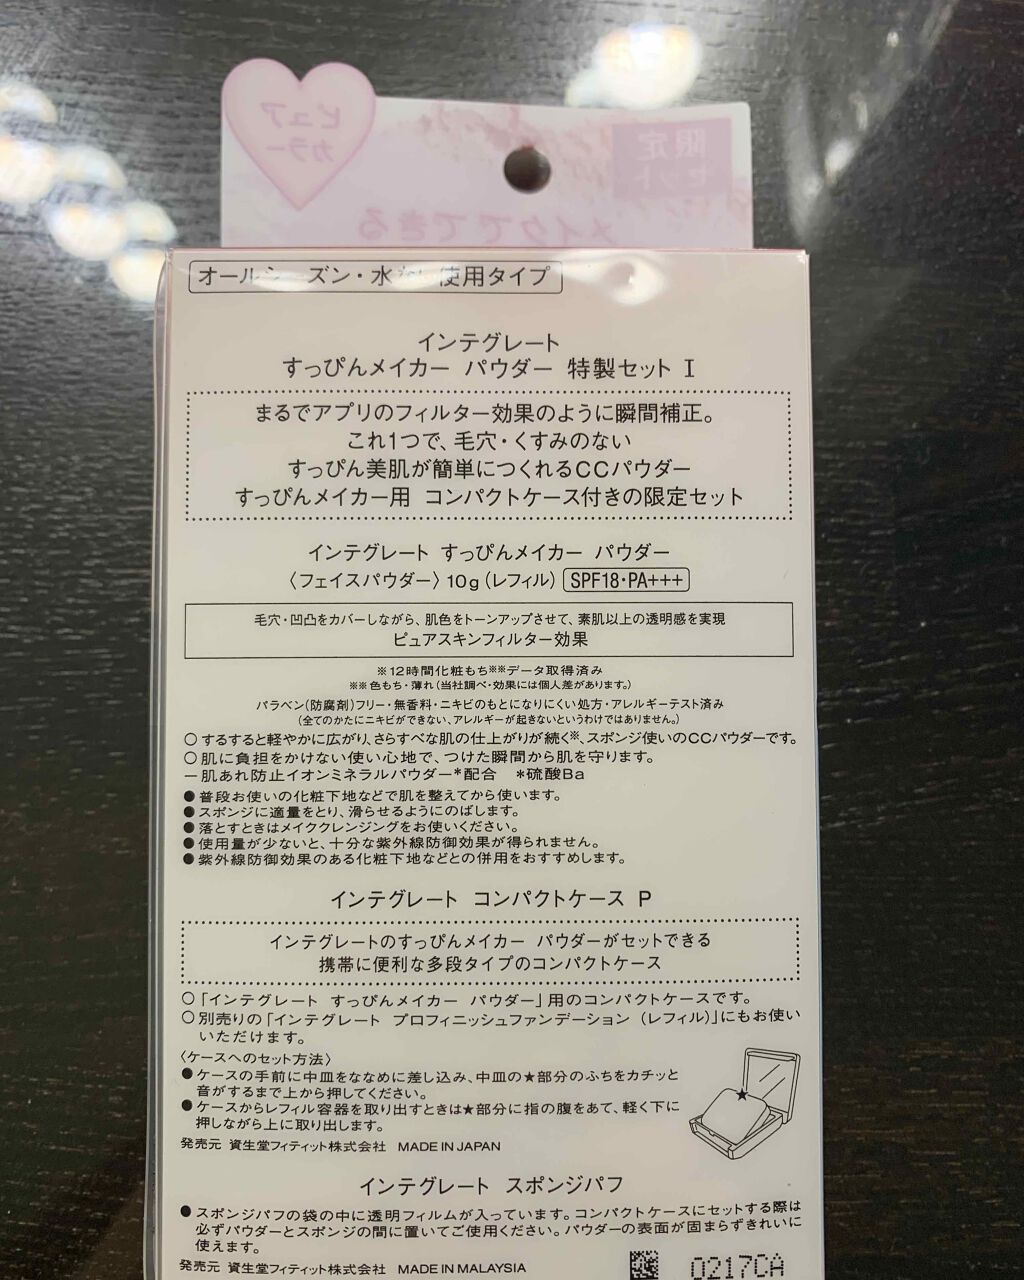 ピュア
カラー
限定
セット
メイクでできる
オールシーズン・水なし使用タイプ
インテグレート
すっぴんメイカー パウダー 特製セット I
まるでアプリのフィルター効果のように瞬間補正。
これ1つで、毛穴・くすみのない
すっぴん美肌が簡単につくれるCCパウダー
すっぴんメイカー用 コンパクトケース付きの限定セット
インテグレート すっぴんメイカー パウダー
〈フェイスパウダー〉10g(レフィル) SPF18・PA+++
毛穴・凹凸をカバーしながら、肌色をトーンアップさせて、素肌以上の透明感を実現
ピュアスキンフィルター効果
※12時間化粧もち※※データ取得済み
※※色もち・薄れ(当社調べ・効果には個人差があります。)
パラベン(防腐剤)フリー・無香料・ニキビのもとになりにくい処方・アレルギーテスト済み
(全てのかたにニキビができない、アレルギーが起きないというわけではありません。)
○するすると軽やかに広がり、さらすべな肌の仕上がりが続く※、スポンジ使いのCCパウダーです。
○肌に負担をかけない使い心地で、つけた瞬間から肌を守ります。
ー肌あれ防止イオンミネラルパウダー*配合 *硫酸Ba
●普段お使いの化粧下地などで肌を整えてから使います。
●スポンジに適量をとり、滑らせるようにのばします。
●落とすときはメイククレンジングをお使いください。
●使用量が少ないと、十分な紫外線防御効果が得られません。
●紫外線防御効果のある化粧下地などとの併用をおすすめします。
インテグレート コンパクトケース P
インテグレートのすっぴんメイカー パウダーがセットできる
携帯に便利な多段タイプのコンパクトケース
○「インテグレート すっぴんメイカー パウダー」用のコンパクトケースです。
○別売りの「インテグレート プロフィニッシュファンデーション(レフィル)」にもお使い
いただけます。
〈ケースへのセット方法〉
●ケースの手前に中皿をななめに差し込み、中皿の★部分のふちをカチッと
音がするまで上から押してください。
●ケースからレフィル容器を取り出すときは★部分に指の腹をあて、軽く下に
押しながら上に取り出します。
発売元 資生堂フィティット株式会社 MADE IN JAPAN
インテグレート スポンジパフ
●スポンジパフの袋の中に透明フィルムが入っています。コンパクトケースにセットする際は
必ずパウダーとスポンジの間に置いてご使用ください。パウダーの表面が固まらずきれいに
使えます。
発売元 資生堂フィティット株式会社 MADE IN MALAYSIA
0217CA